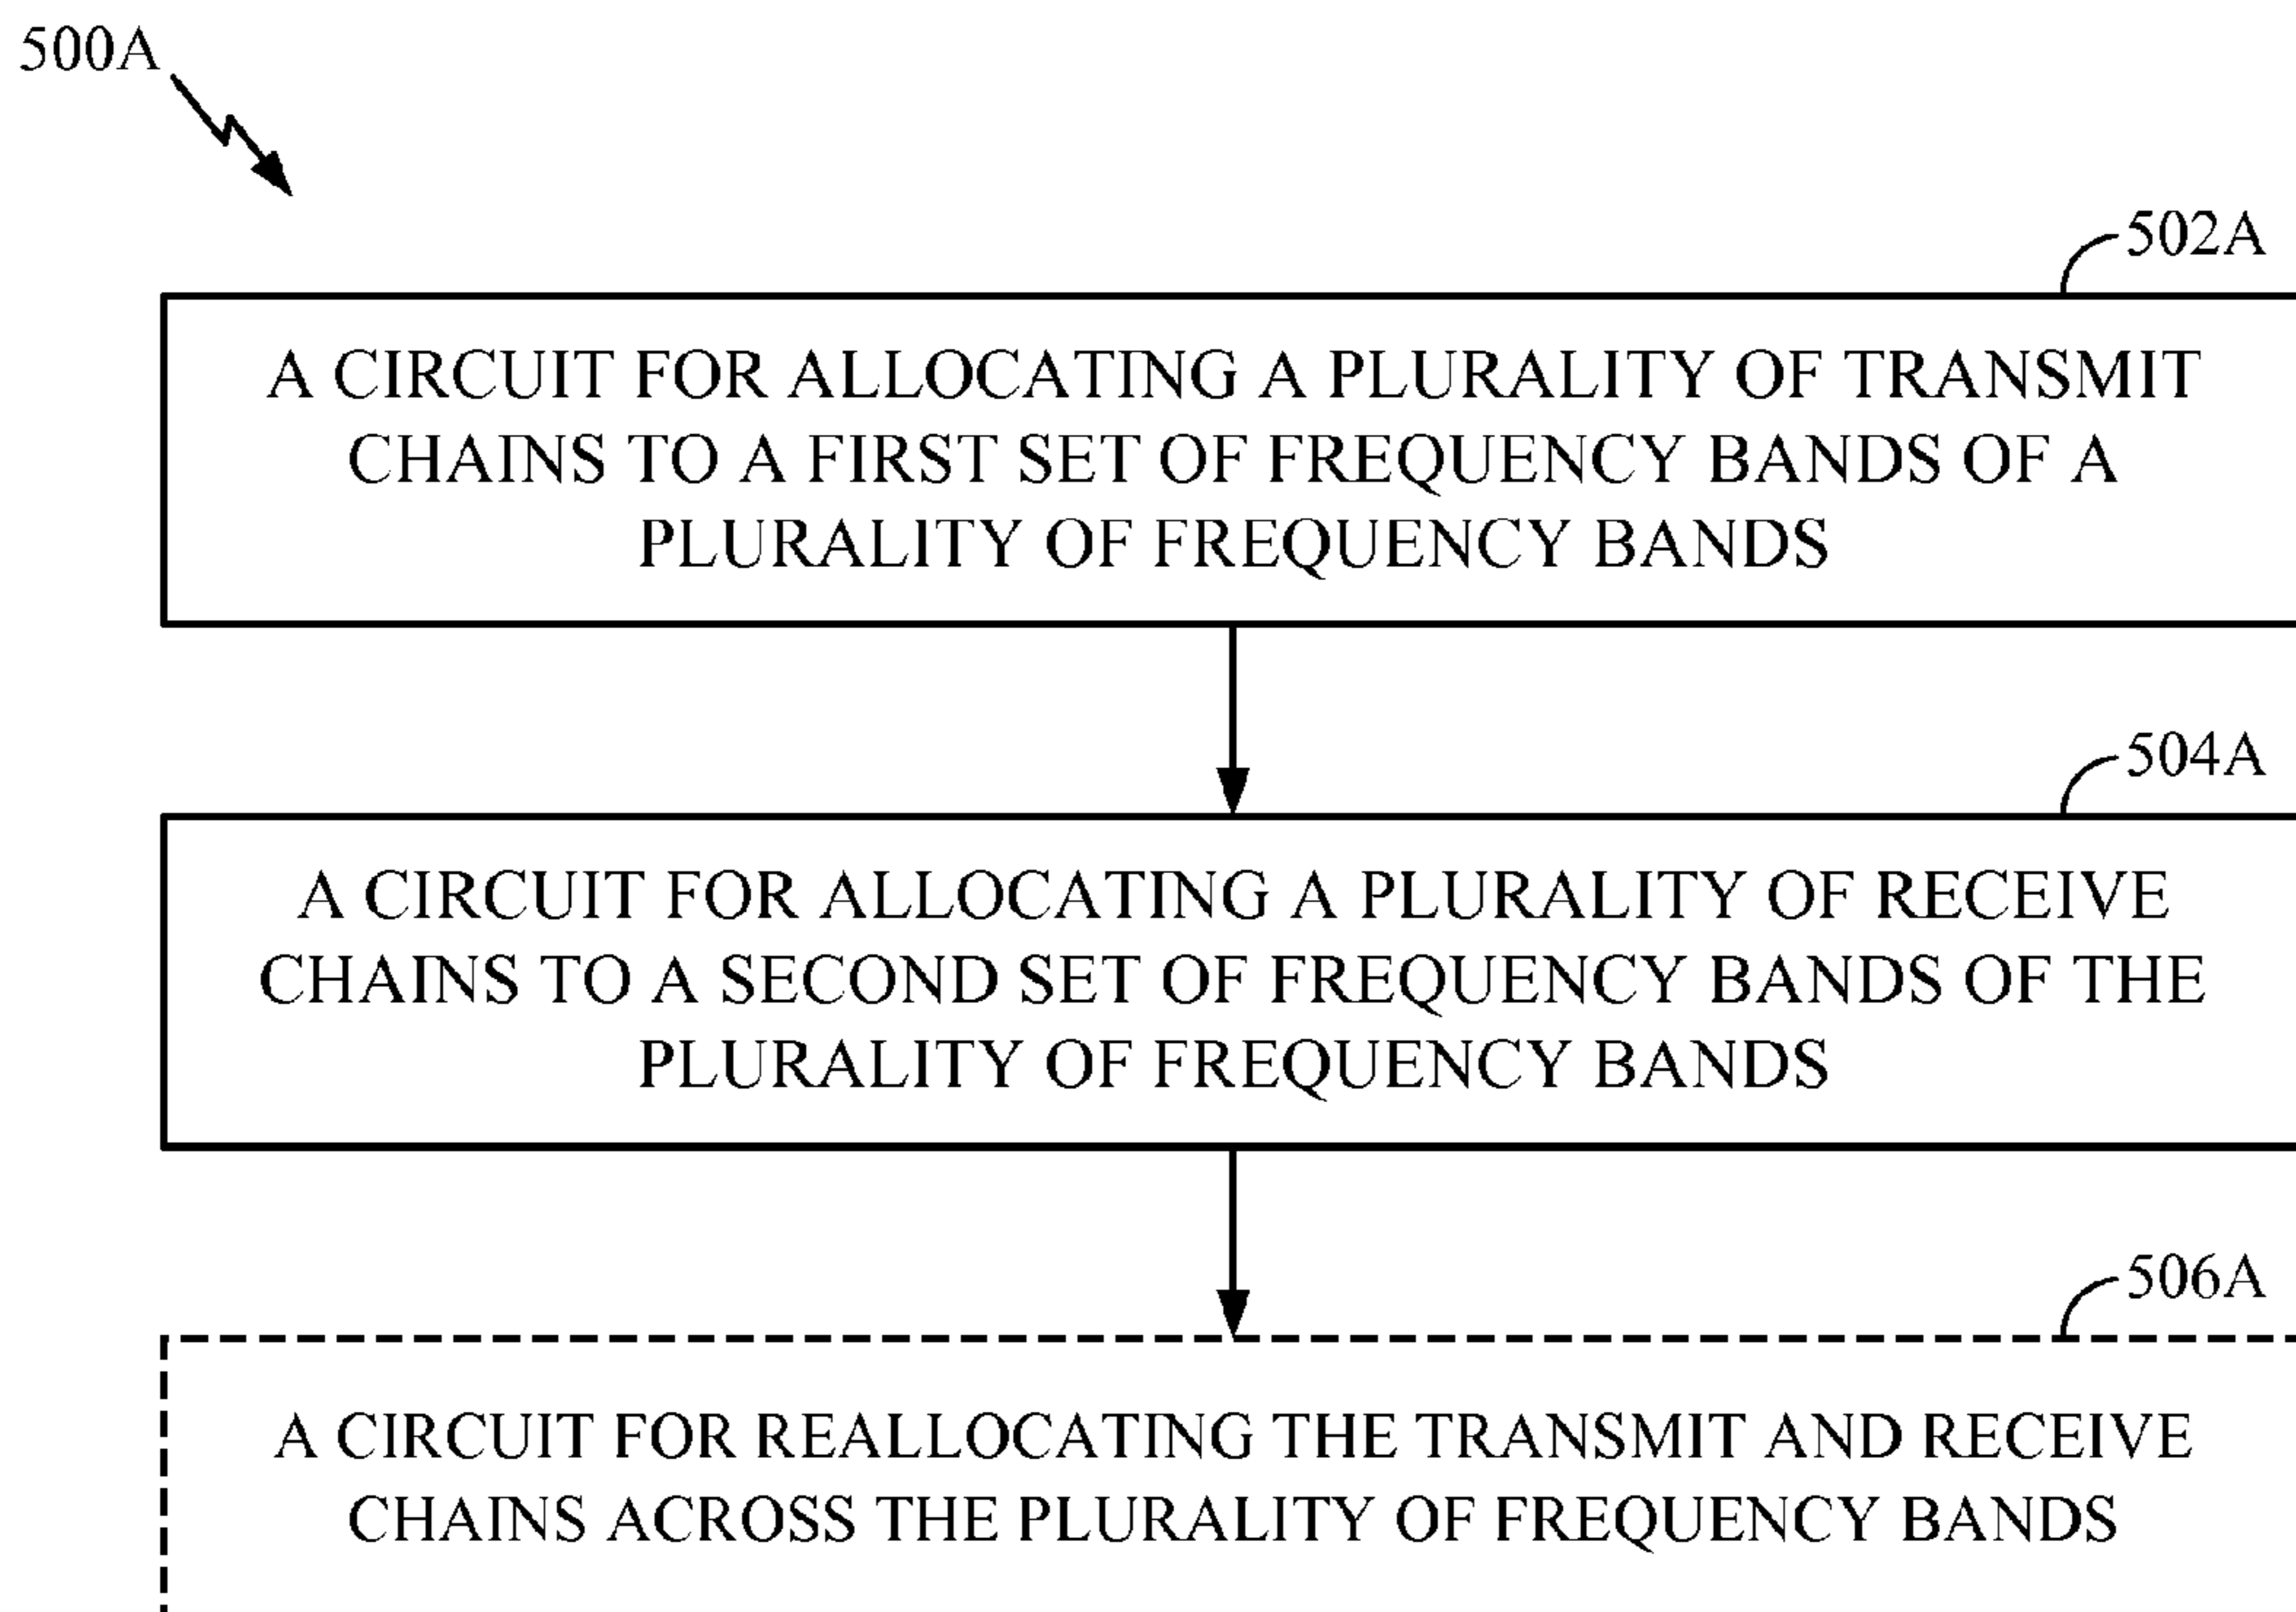 500A
502A
A CIRCUIT FOR ALLOCATING A PLURALITY OF TRANSMIT
CHAINS TO A FIRST SET OF FREQUENCY BANDS OF A
PLURALITY OF FREQUENCY BANDS
504A
A CIRCUIT FOR ALLOCATING A PLURALITY OF RECEIVE
CHAINS TO A SECOND SET OF FREQUENCY BANDS OF THE
PLURALITY OF FREQUENCY BANDS
506A
A CIRCUIT FOR REALLOCATING THE TRANSMIT AND RECEIVE
CHAINS ACROSS THE PLURALITY OF FREQUENCY BANDS